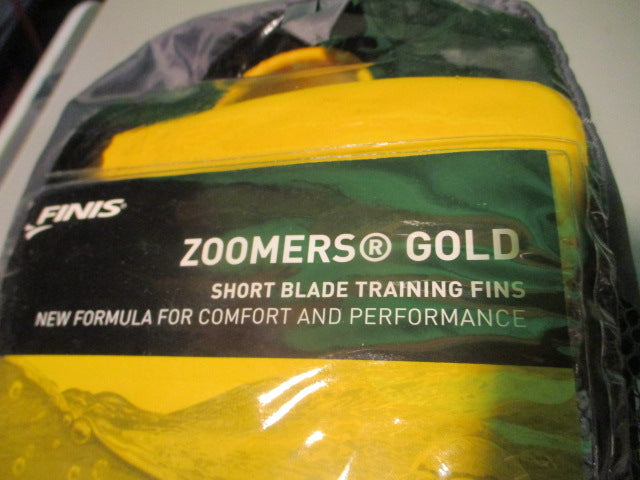 FINIS
ZOOMERS® GOLD
SHORT BLADE TRAINING FINS
NEW FORMULA FOR COMFORT AND PERFORMANCE